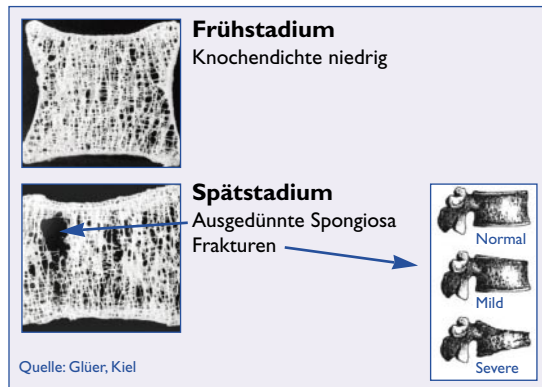 Frühstadium
Knochendichte niedrig
Spätstadium
Ausgedünnte Spongiosa
Frakturen
Normal
Mild
Severe
Quelle: Glüer, Kiel